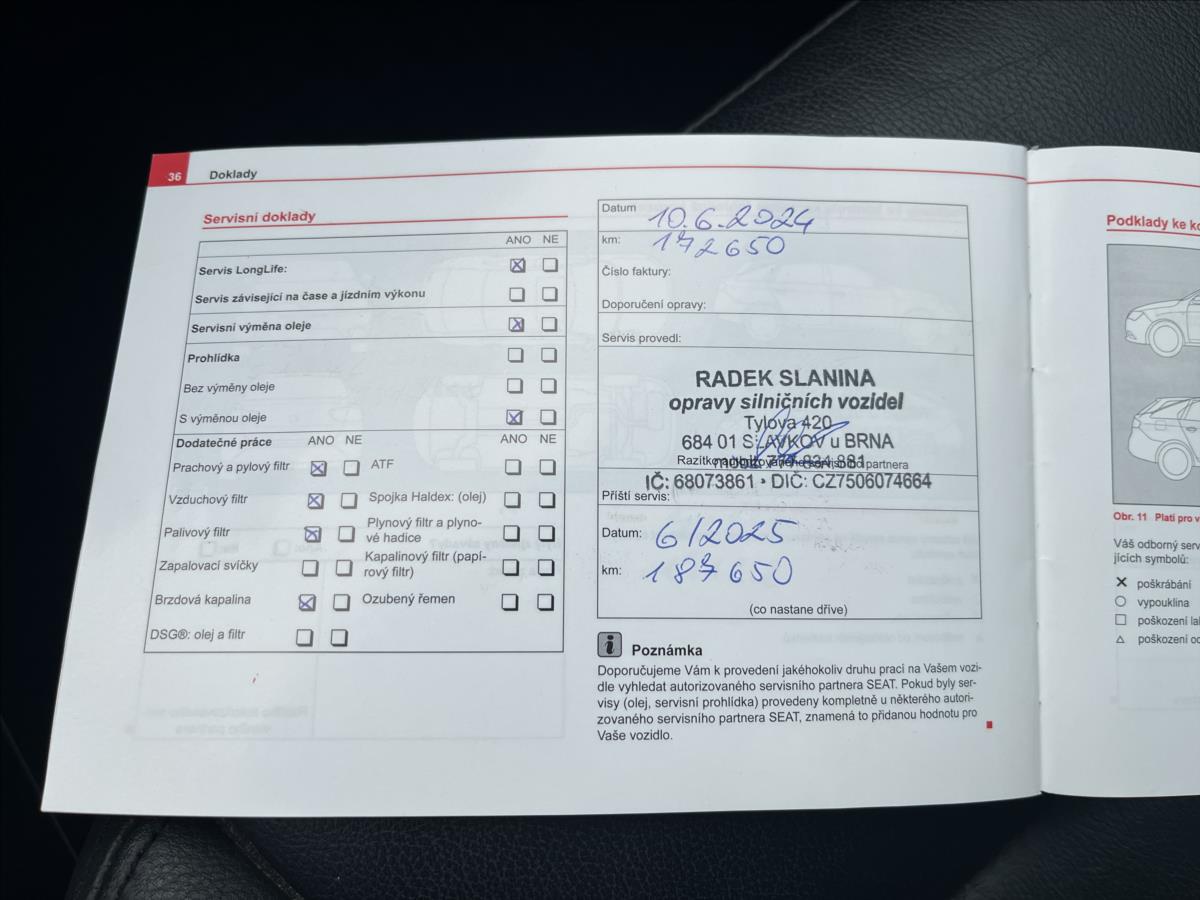 36 Doklady
Servisní doklady
ANO NE
Servis LongLife:
Servis závisející na čase a jízdním výkonu
Servisní výměna oleje
Prohlídka
Bez výměny oleje
S výměnou oleje
Dodatečné práce ANO NE ANO NE
Prachový a pylový filtr ATF
Vzduchový filtr Spojka Haldex: (olej)
Palivový filtr Plynový filtr a plyno-
vé hadice
Zapalovací svíčky Kapalinový filtr (papí-
rový filtr)
Brzdová kapalina Ozubený řemen
DSG®: olej a filtr
Datum 10.6.2024
km: 172650
Číslo faktury:
Doporučení opravy:
Servis provedl:
RADEK SLANINA
opravy silničních vozidel
Tylova 420
684 01 SLAVKOV u BRNA
Razítko partnera
IČ: 68073861 • DIČ: CZ7506074664
Příští servis:
Datum: 6/2025
km: 187650
(co nastane dříve)
i Poznámka
Doporučujeme Vám k provedení jakéhokoliv druhu prací na Vašem vozi-
dle vyhledat autorizovaného servisního partnera SEAT. Pokud byly ser-
visy (olej, servisní prohlídka) provedeny kompletně u některého autori-
zovaného servisního partnera SEAT, znamená to přidanou hodnotu pro
Vaše vozidlo.
Podklady ke
Obr. 11 Platí pro
Váš odborný
jících symbolů:
poškrábání
vypouklina
poškození
poškození